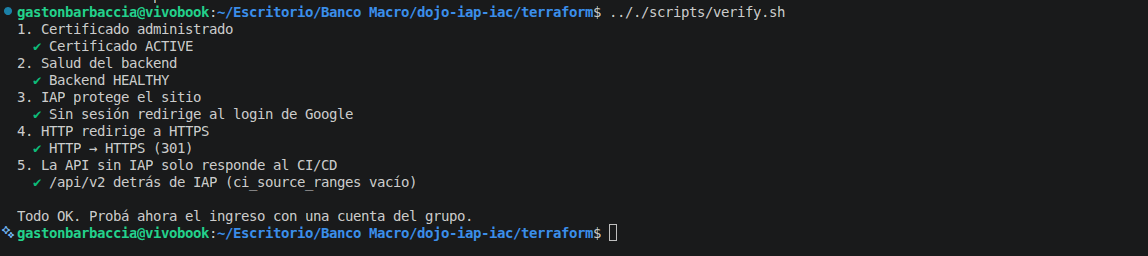 gastonbarbaccia@vivobook:~/Escritorio/Banco Macro/dojo-iap-iac/terraform$ .././scripts/verify.sh
1. Certificado administrado
✔ Certificado ACTIVE
2. Salud del backend
✔ Backend HEALTHY
3. IAP protege el sitio
✔ Sin sesión redirige al login de Google
4. HTTP redirige a HTTPS
✔ HTTP → HTTPS (301)
5. La API sin IAP solo responde al CI/CD
✔ /api/v2 detrás de IAP (ci_source_ranges vacío)
Todo OK. Probá ahora el ingreso con una cuenta del grupo.
gastonbarbaccia@vivobook:~/Escritorio/Banco Macro/dojo-iap-iac/terraform$